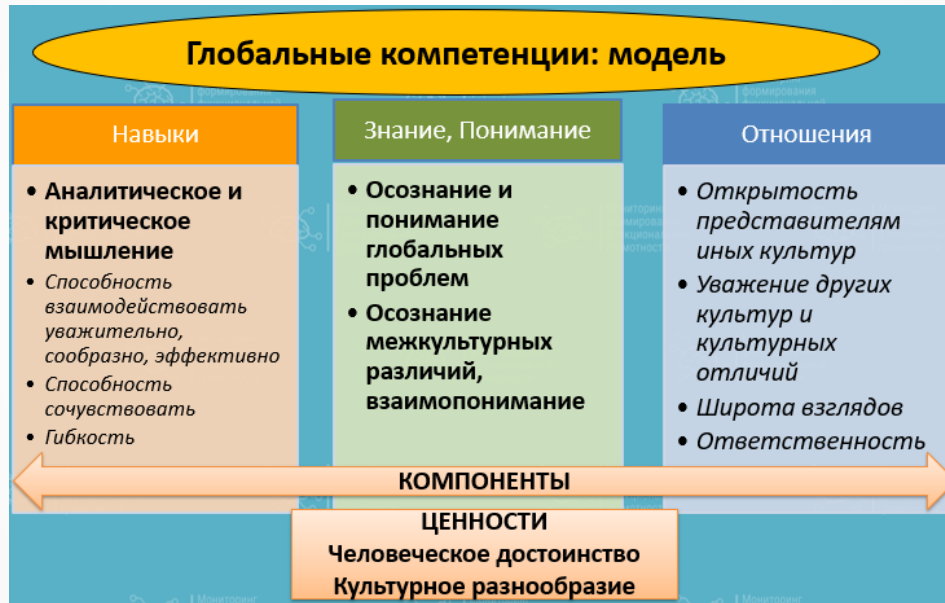 Глобальные компетенции: модель
Навыки
• Аналитическое и
критическое
мышление
• Способность
взаимодействовать
уважительно,
сообразно, эффективно
• Способность
сочувствовать
• Гибкость
Знание, Понимание
• Осознание и
понимание
глобальных
проблем
• Осознание
межкультурных
различий,
взаимопонимание
Отношения
• Открытость
представителям
иных культур
• Уважение других
культур и
культурных
отличий
• Широта взглядов
• Ответственность
КОМПОНЕНТЫ
ЦЕННОСТИ
Человеческое достоинство
Культурное разнообразие